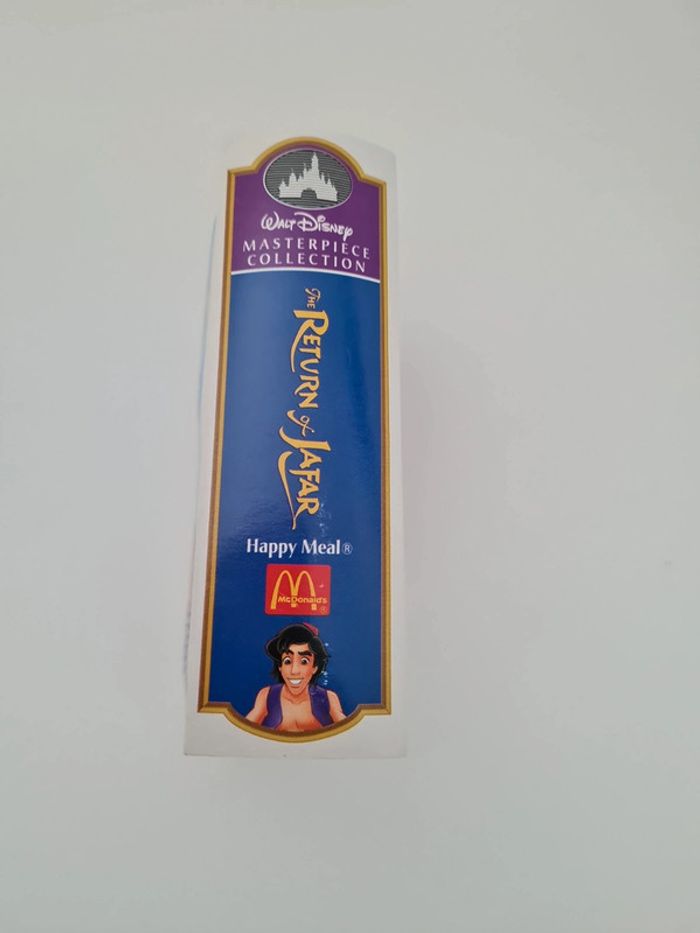 Walt Disney
MASTERPIECE
COLLECTION
THE RETURN OF JAFAR
Happy Meal®
McDonald's ®